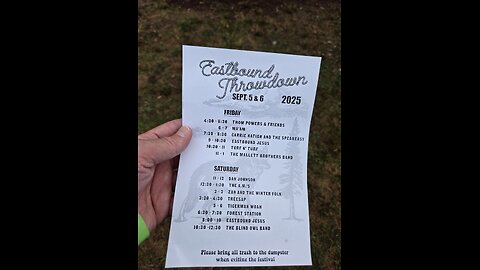 Eastbound
Throwdown
SEPT. 5 & 6 2025
FRIDAY
4:30 - 5:30 THOM POWERS & FRIENDS
6 - 7 WD'AM
7:30 - 8:30 CARRIE NATION AND THE SPEAKEASY
9 - 10:30 EASTBOUND JESUS
10:30 - 11 TURF N' TURF
11 - 1 THE MALLETT BROTHERS BAND
SATURDAY
11 - 12 DAN JOHNSON
12:30 - 1:30 THE A.M.'S
2 - 3 ZAN AND THE WINTER FOLK
3:30 - 4:30 TREESAP
5 - 6 TIGERMAN WOAH
6:30 - 7:30 FOREST STATION
8:00 - 10 EASTBOUND JESUS
10:30 - 12:30 THE BLIND OWL BAND
Please bring all trash to the dumpster
when exiting the festival